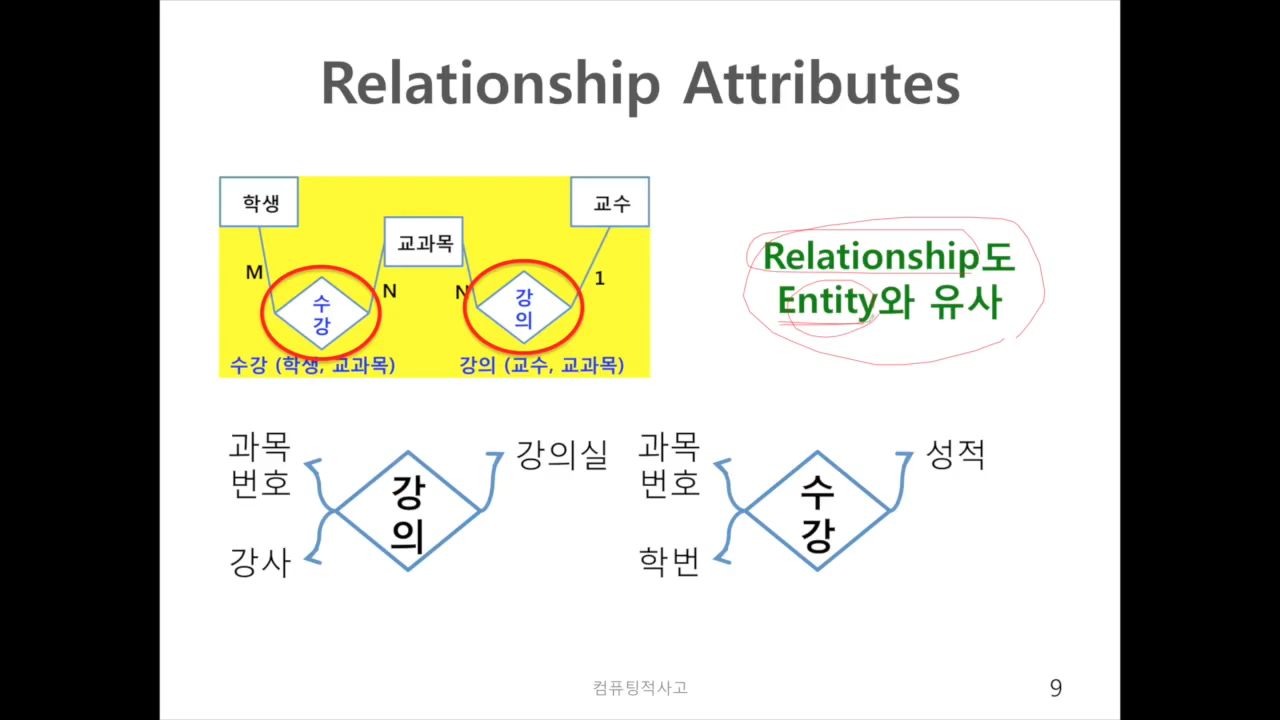 Relationship Attributes
학생
교수
교과목
M
N
N
1
수
강
강
의
수강 (학생, 교과목)
강의 (교수, 교과목)
Relationship도
Entity와 유사
과목
번호
강의실
강
의
강사
과목
번호
성적
수
강
학번
컴퓨팅적사고
9